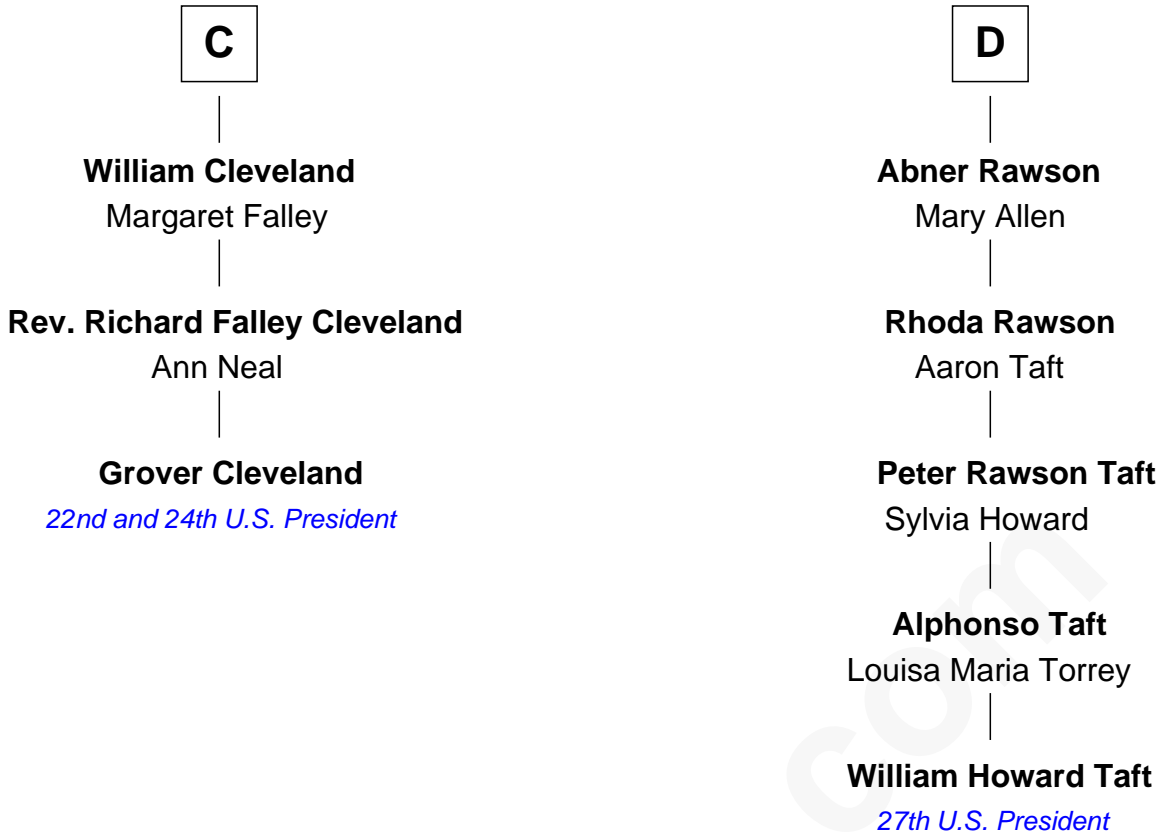 C
William Cleveland
Margaret Falley
Rev. Richard Falley Cleveland
Ann Neal
Grover Cleveland
22nd and 24th U.S. President
D
Abner Rawson
Mary Allen
Rhoda Rawson
Aaron Taft
Peter Rawson Taft
Sylvia Howard
Alphonso Taft
Louisa Maria Torrey
William Howard Taft
27th U.S. President
com